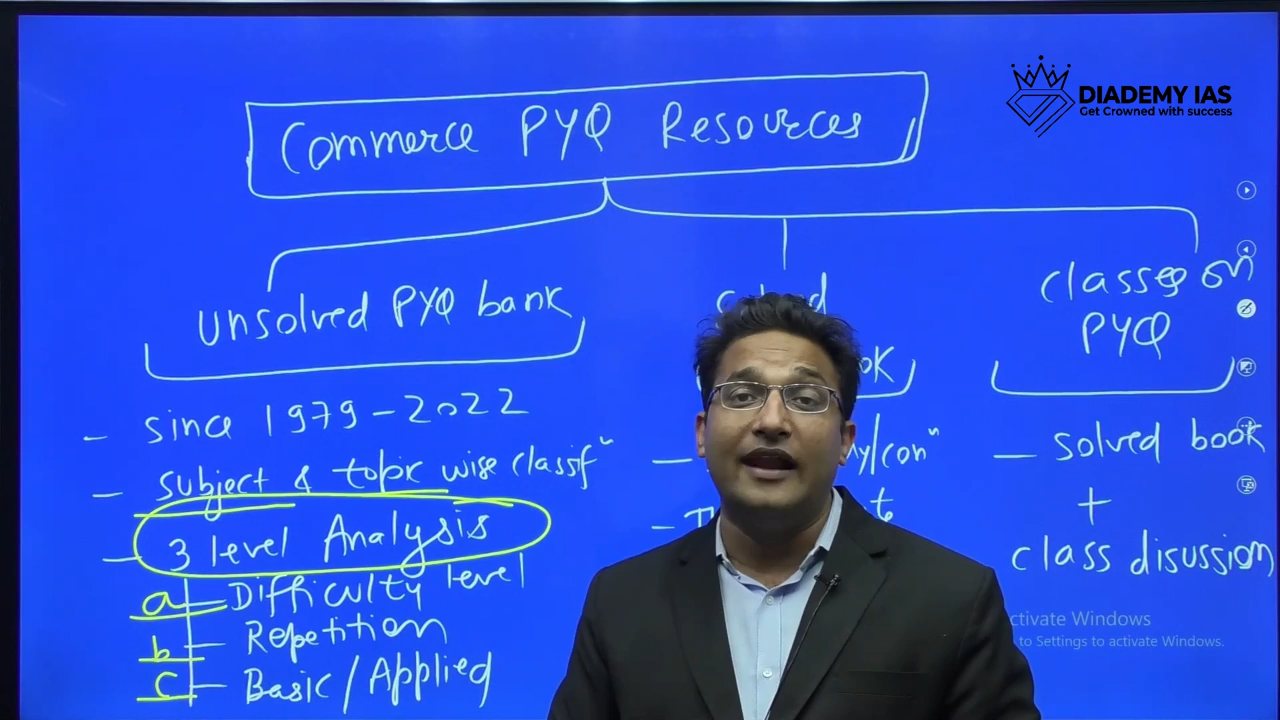 DIADEMY IAS
Get Crowned with success
Commerce PYQ Resources
unsolved PYQ bank
- since 1979-2022
- subject & topic wise classifⁿ
- 3 level Analysis
a - Difficulty level
b - Repetition
c - Basic / Applied
classes on
PYQ
- solved book
+
class disussion
Activate Windows
to Settings to activate Windows.